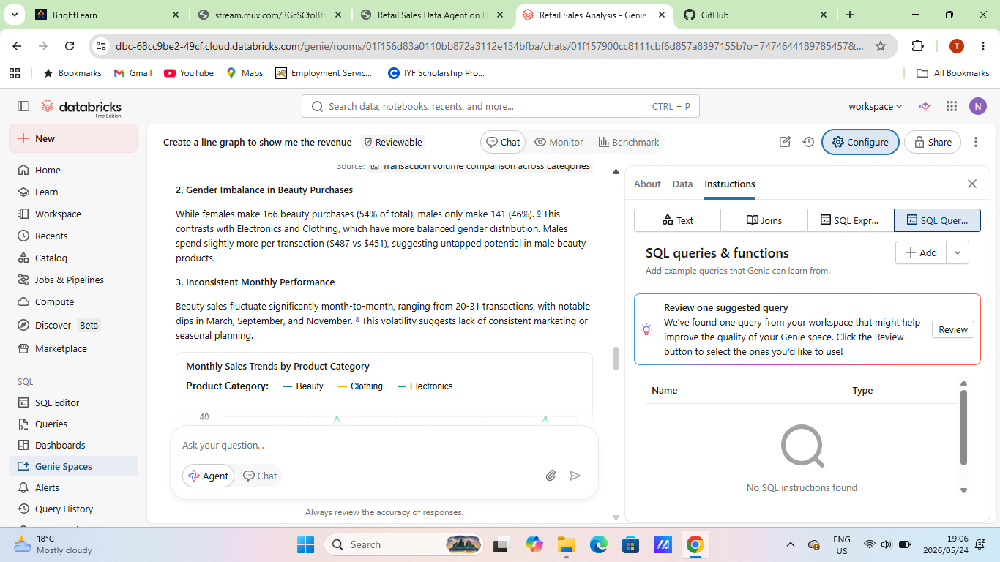 BrightLearn
stream.mux.com/3GcSCtoBt
Retail Sales Data Agent on D
Retail Sales Analysis - Genie
GitHub
dbc-68cc9be2-49cf.cloud.databricks.com/genie/rooms/01f156d83a0110bb872a3112e134bfba/chats/01f157900cc8111cbf6d857a8397155b?o=7474644189785457&...
T
Bookmarks
Gmail
YouTube
Maps
Employment Servic...
IYF Scholarship Pro...
All Bookmarks
databricks
Free Edition
Search data, notebooks, recents, and more...
CTRL + P
workspace
N
New
Home
Learn
Workspace
Recents
Catalog
Jobs & Pipelines
Compute
Discover Beta
Marketplace
SQL
SQL Editor
Queries
Dashboards
Genie Spaces
Alerts
Query History
Create a line graph to show me the revenue
Reviewable
Chat
Monitor
Benchmark
Configure
Share
Source: Transaction volume comparison across categories
2. Gender Imbalance in Beauty Purchases
While females make 166 beauty purchases (54% of total), males only make 141 (46%). 6 This
contrasts with Electronics and Clothing, which have more balanced gender distribution. Males
spend slightly more per transaction ($487 vs $451), suggesting untapped potential in male beauty
products.
3. Inconsistent Monthly Performance
Beauty sales fluctuate significantly month-to-month, ranging from 20-31 transactions, with notable
dips in March, September, and November. 8 This volatility suggests lack of consistent marketing or
seasonal planning.
Monthly Sales Trends by Product Category
Product Category: Beauty Clothing Electronics
40
Ask your question...
Agent
Chat
Always review the accuracy of responses.
About
Data
Instructions
Text
Joins
SQL Expr...
SQL Quer...
SQL queries & functions
Add
Add example queries that Genie can learn from.
Review one suggested query
We've found one query from your workspace that might help
improve the quality of your Genie space. Click the Review
button to select the ones you'd like to use!
Review
Name
Type
No SQL instructions found
18°C
Mostly cloudy
Search
ENG
US
19:06
2026/05/24